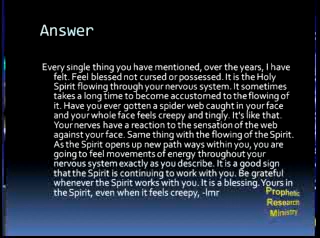 Answer
Every single thing you have mentioned, over the years, I have
felt. Feel blessed not cursed or possessed. It is the Holy
Spirit flowing through your nervous system. It sometimes
takes a long time to become accustomed to the flowing of
it. Have you ever gotten a spider web caught in your face
and your whole face feels creepy and tingly. It's like that.
Your nerves have a reaction to the sensation of the web
against your face. Same thing with the flowing of the Spirit.
As the Spirit opens up new path ways within you, you are
going to feel movements of energy throughout your
nervous system exactly as you describe. It is a good sign
that the Spirit is continuing to work with you. Be grateful
whenever the Spirit works with you. It is a blessing. Yours in
the Spirit, even when it feels creepy, -lmr
Prophetic
Research
Ministry